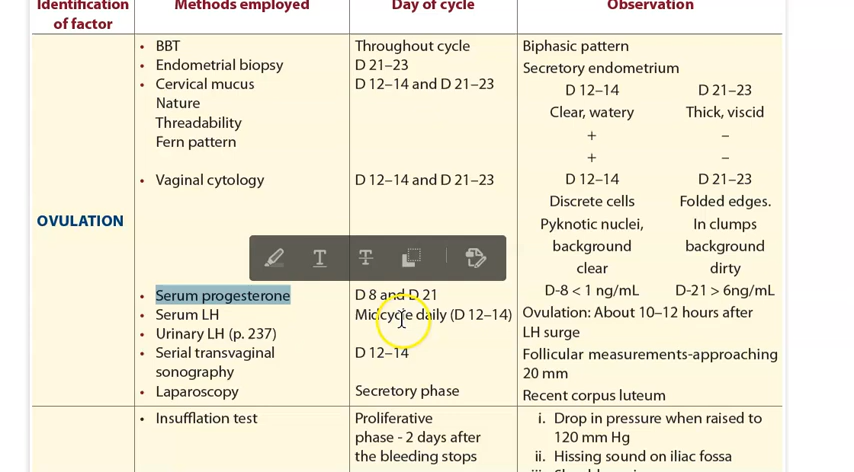 Identification of factor
Methods employed
Day of cycle
Observation
OVULATION
• BBT
Throughout cycle
Biphasic pattern
• Endometrial biopsy
D 21–23
Secretory endometrium
• Cervical mucus
D 12–14 and D 21–23
D 12–14 D 21–23
Nature
Clear, watery Thick, viscid
Threadability
+ –
Fern pattern
+ –
• Vaginal cytology
D 12–14 and D 21–23
D 12–14 D 21–23
Discrete cells Folded edges.
Pyknotic nuclei, In clumps
background background
clear dirty
• Serum progesterone
D 8 and D 21
D-8 < 1 ng/mL D-21 > 6ng/mL
• Serum LH
Midcycle daily (D 12–14)
Ovulation: About 10–12 hours after
LH surge
• Urinary LH (p. 237)
• Serial transvaginal
sonography
D 12–14
Follicular measurements-approaching
20 mm
• Laparoscopy
Secretory phase
Recent corpus luteum
• Insufflation test
Proliferative
phase - 2 days after
the bleeding stops
i. Drop in pressure when raised to
120 mm Hg
ii. Hissing sound on iliac fossa